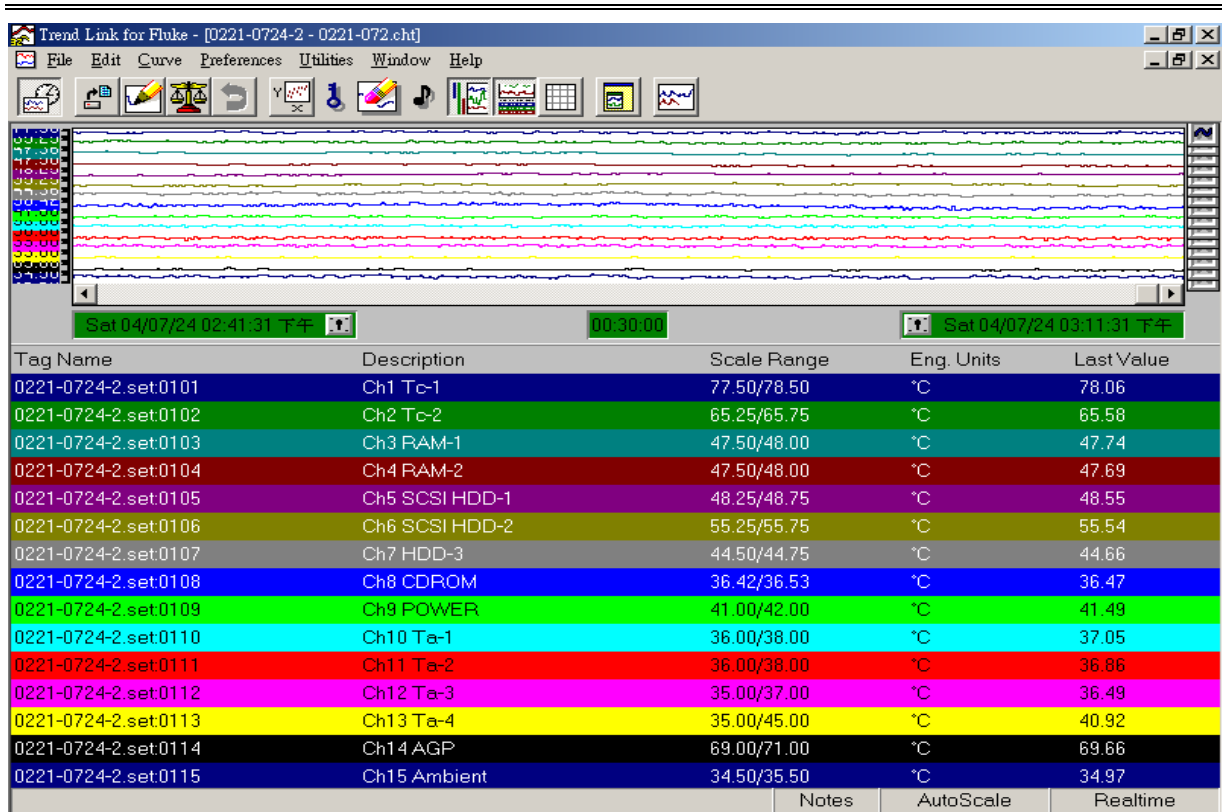 Trend Link for Fluke - [0221-0724-2 - 0221-072.cht]
File Edit Curve Preferences Utilities Window Help
Sat 04/07/24 02:41:31 下午 00:30:00 Sat 04/07/24 03:11:31 下午
Tag Name Description Scale Range Eng. Units Last Value
0221-0724-2.set:0101 Ch1 Tc-1 77.50/78.50 °C 78.06
0221-0724-2.set:0102 Ch2 Tc-2 65.25/65.75 °C 65.58
0221-0724-2.set:0103 Ch3 RAM-1 47.50/48.00 °C 47.74
0221-0724-2.set:0104 Ch4 RAM-2 47.50/48.00 °C 47.69
0221-0724-2.set:0105 Ch5 SCSI HDD-1 48.25/48.75 °C 48.55
0221-0724-2.set:0106 Ch6 SCSI HDD-2 55.25/55.75 °C 55.54
0221-0724-2.set:0107 Ch7 HDD-3 44.50/44.75 °C 44.66
0221-0724-2.set:0108 Ch8 CDROM 36.42/36.53 °C 36.47
0221-0724-2.set:0109 Ch9 POWER 41.00/42.00 °C 41.49
0221-0724-2.set:0110 Ch10 Ta-1 36.00/38.00 °C 37.05
0221-0724-2.set:0111 Ch11 Ta-2 36.00/38.00 °C 36.86
0221-0724-2.set:0112 Ch12 Ta-3 35.00/37.00 °C 36.49
0221-0724-2.set:0113 Ch13 Ta-4 35.00/45.00 °C 40.92
0221-0724-2.set:0114 Ch14 AGP 69.00/71.00 °C 69.66
0221-0724-2.set:0115 Ch15 Ambient 34.50/35.50 °C 34.97
Notes AutoScale Realtime